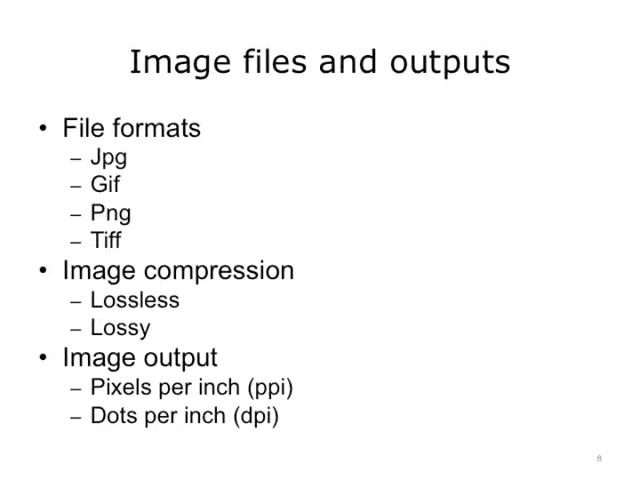 Image files and outputs
• File formats
– Jpg
– Gif
– Png
– Tiff
• Image compression
– Lossless
– Lossy
• Image output
– Pixels per inch (ppi)
– Dots per inch (dpi)
8